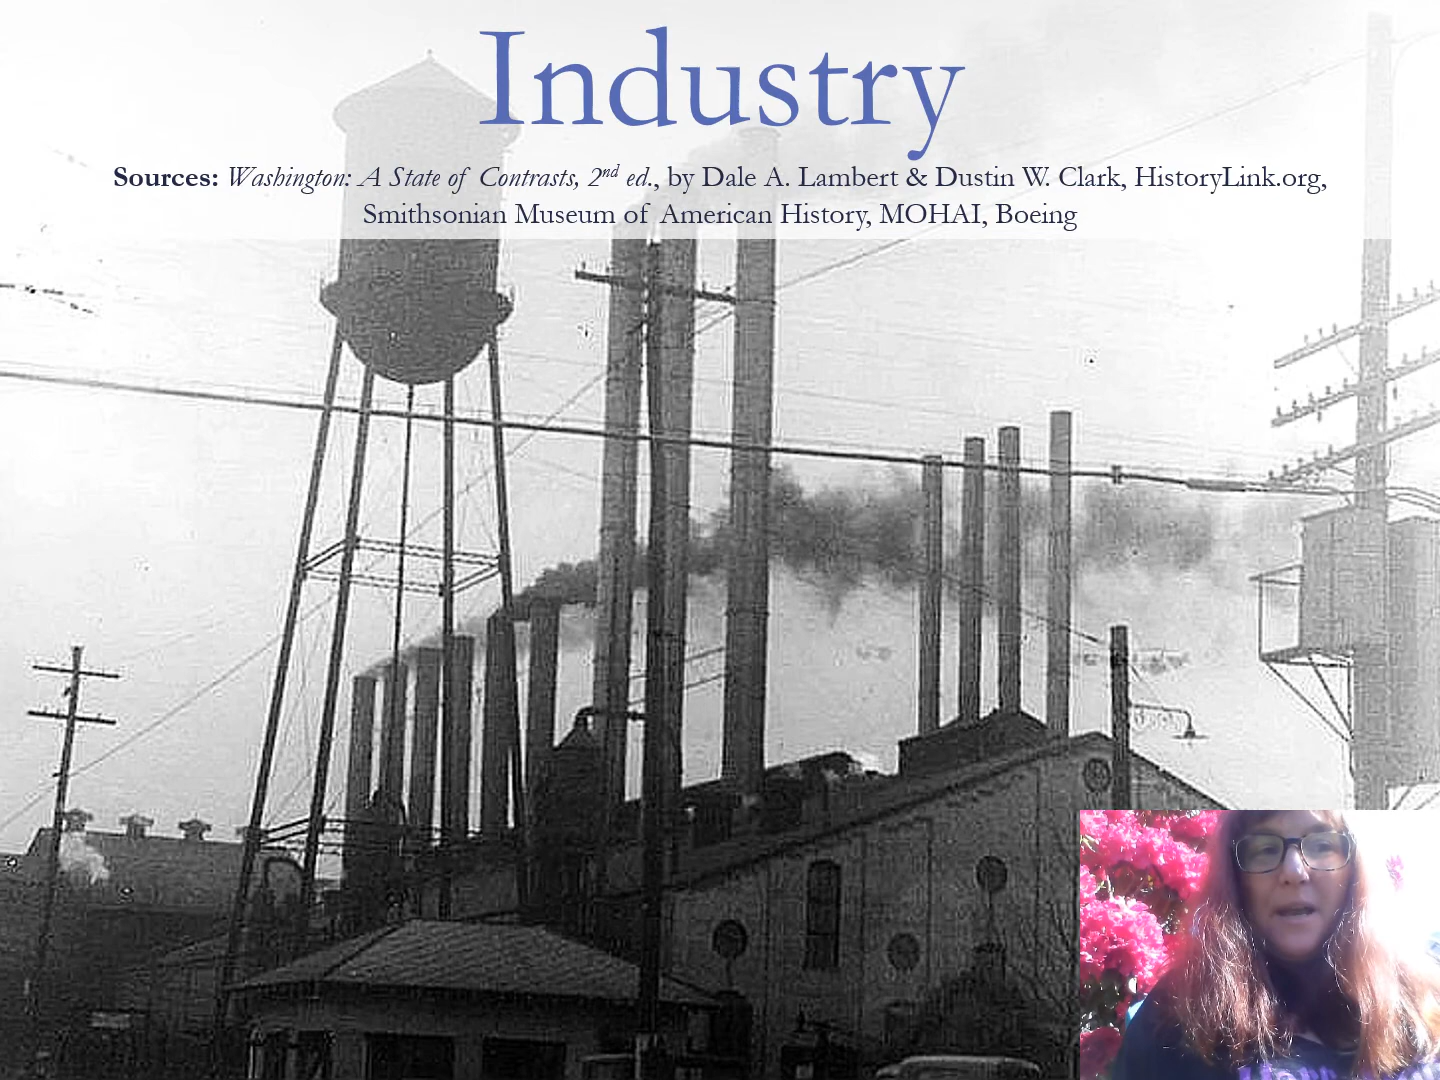 Industry
Sources: Washington: A State of Contrasts, 2nd ed., by Dale A. Lambert & Dustin W. Clark, HistoryLink.org,
Smithsonian Museum of American History, MOHAI, Boeing